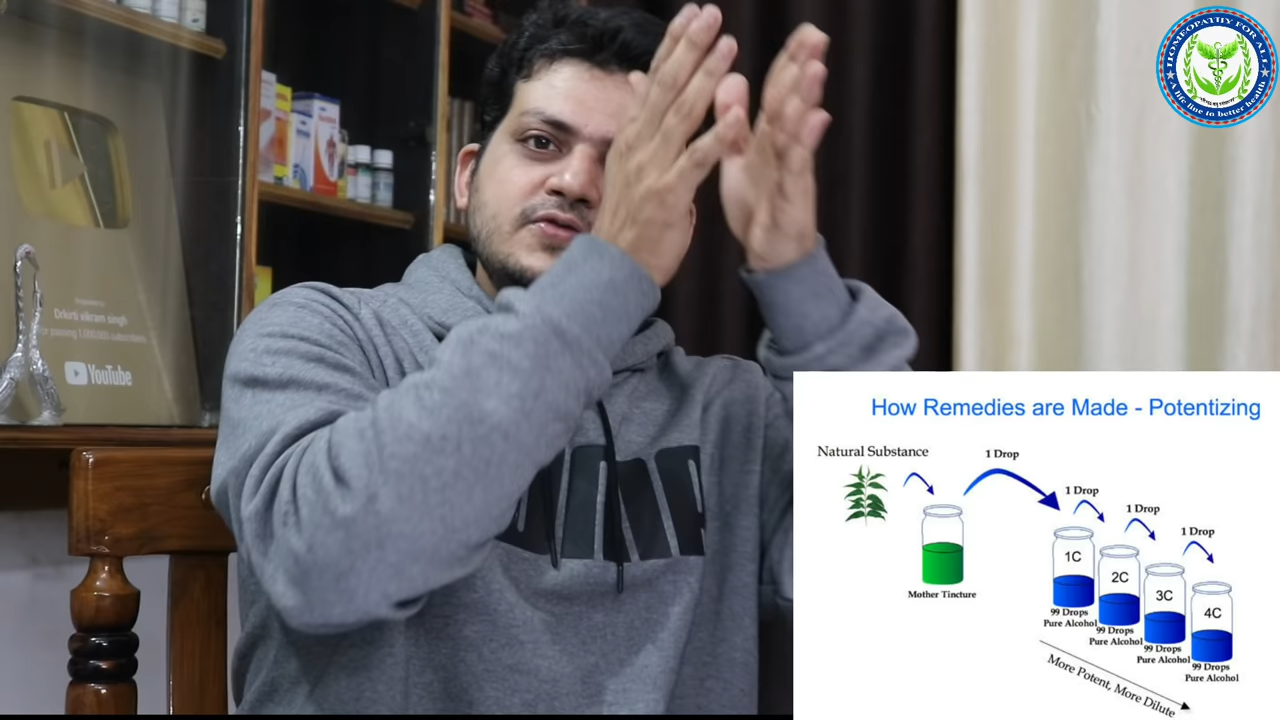 HOMEOPATHY FOR ALL
A life line to better health
Drkirti vikram singh
YouTube
How Remedies are Made - Potentizing
Natural Substance
1 Drop
1 Drop
1 Drop
1 Drop
1C
2C
3C
4C
Mother Tincture
99 Drops
Pure Alcohol
99 Drops
Pure Alcohol
99 Drops
Pure Alcohol
99 Drops
Pure Alcohol
More Potent, More Dilute